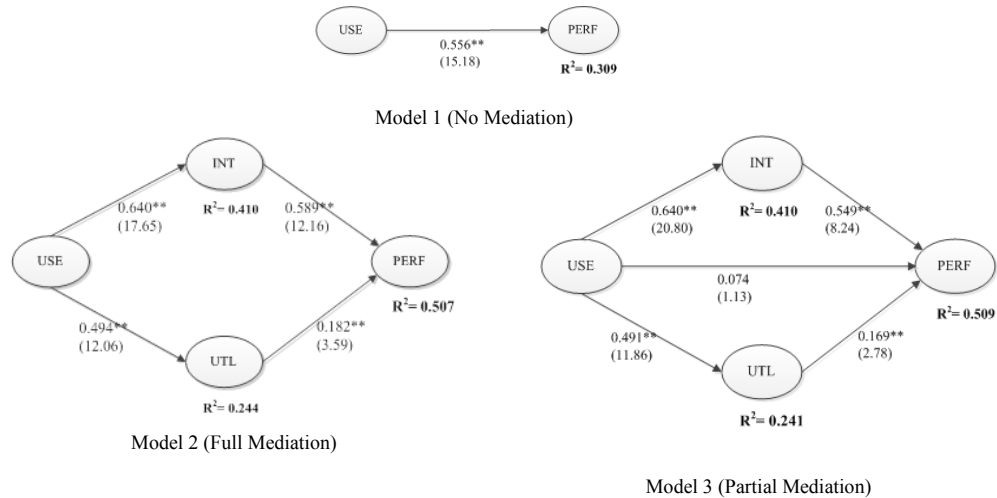 USE
PERF
0.556**
(15.18)
R²= 0.309
Model 1 (No Mediation)
INT
R²= 0.410
0.640**
(17.65)
0.589**
(12.16)
USE
PERF
R²= 0.507
0.494**
(12.06)
0.182**
(3.59)
UTL
R²= 0.244
Model 2 (Full Mediation)
INT
R²= 0.410
0.640**
(20.80)
0.549**
(8.24)
USE
PERF
0.074
(1.13)
R²= 0.509
0.491**
(11.86)
0.169**
(2.78)
UTL
R²= 0.241
Model 3 (Partial Mediation)